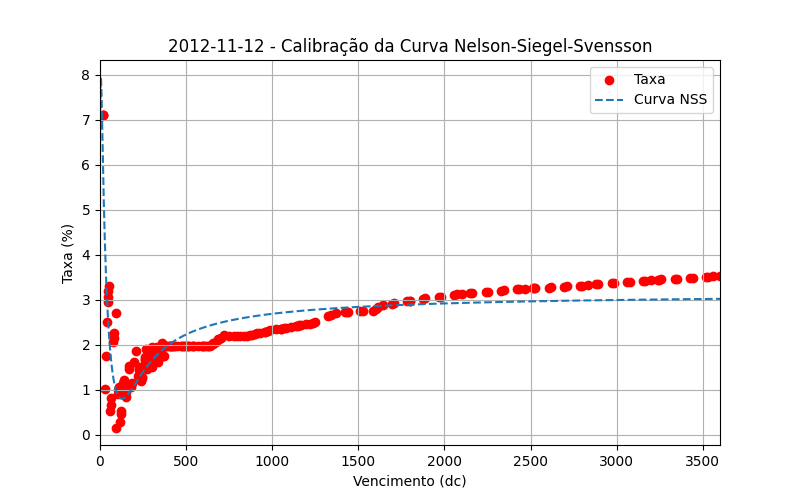 2012-11-12 - Calibração da Curva Nelson-Siegel-Svensson
Taxa
Curva NSS
Taxa (%)
8
7
6
5
4
3
2
1
0
0 500 1000 1500 2000 2500 3000 3500
Vencimento (dc)